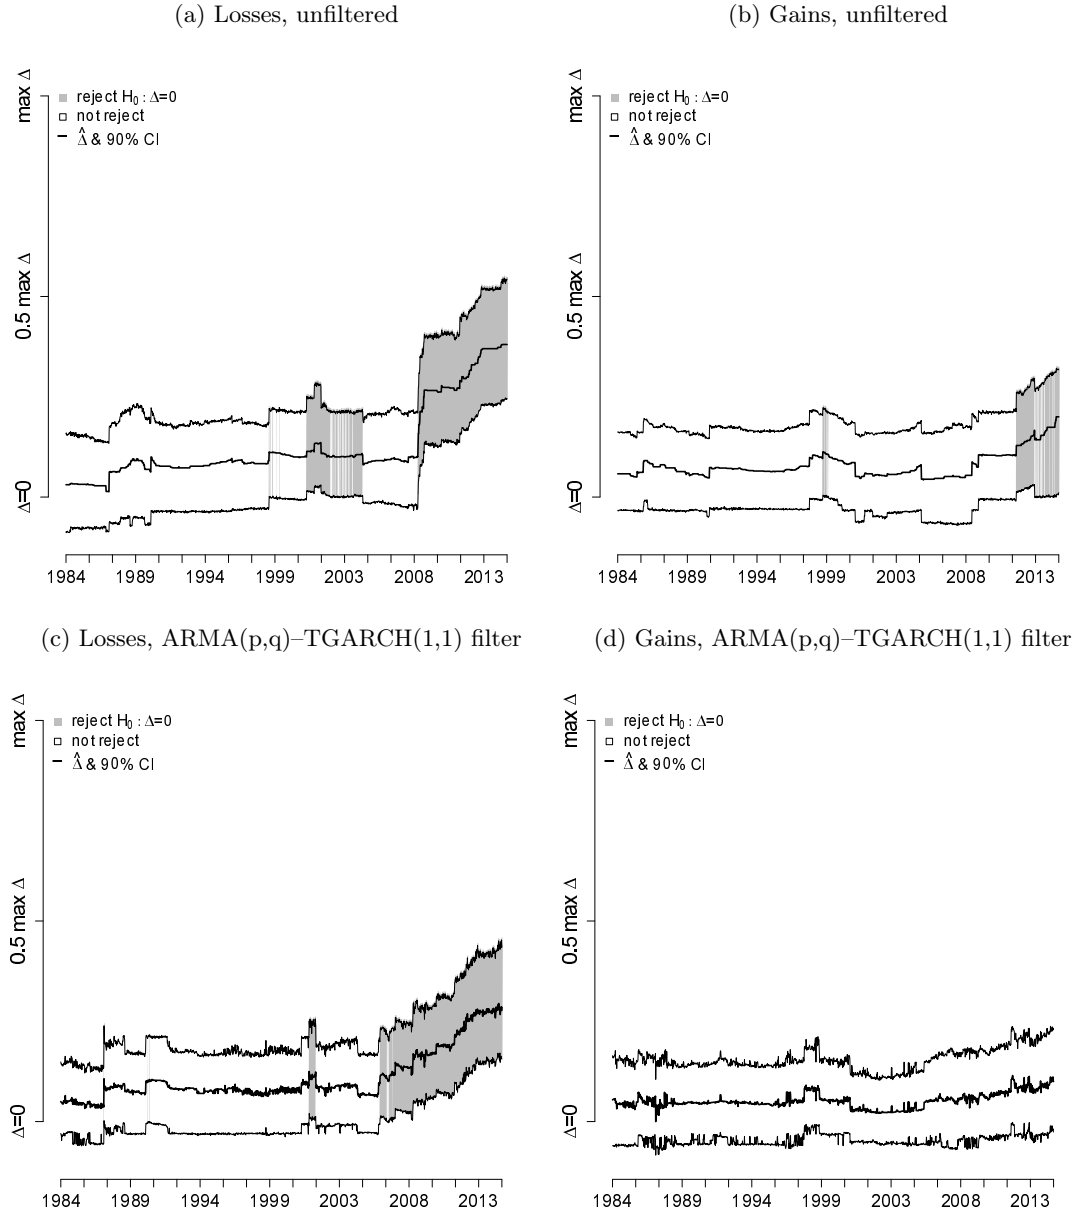 (a) Losses, unfiltered
(b) Gains, unfiltered
max Δ
0.5 max Δ
Δ=0
reject H₀ : Δ=0
not reject
Δ̂ & 90% CI
1984 1989 1994 1999 2003 2008 2013
max Δ
0.5 max Δ
Δ=0
reject H₀ : Δ=0
not reject
Δ̂ & 90% CI
1984 1989 1994 1999 2003 2008 2013
(c) Losses, ARMA(p,q)–TGARCH(1,1) filter
(d) Gains, ARMA(p,q)–TGARCH(1,1) filter
max Δ
0.5 max Δ
Δ=0
reject H₀ : Δ=0
not reject
Δ̂ & 90% CI
1984 1989 1994 1999 2003 2008 2013
max Δ
0.5 max Δ
Δ=0
reject H₀ : Δ=0
not reject
Δ̂ & 90% CI
1984 1989 1994 1999 2003 2008 2013